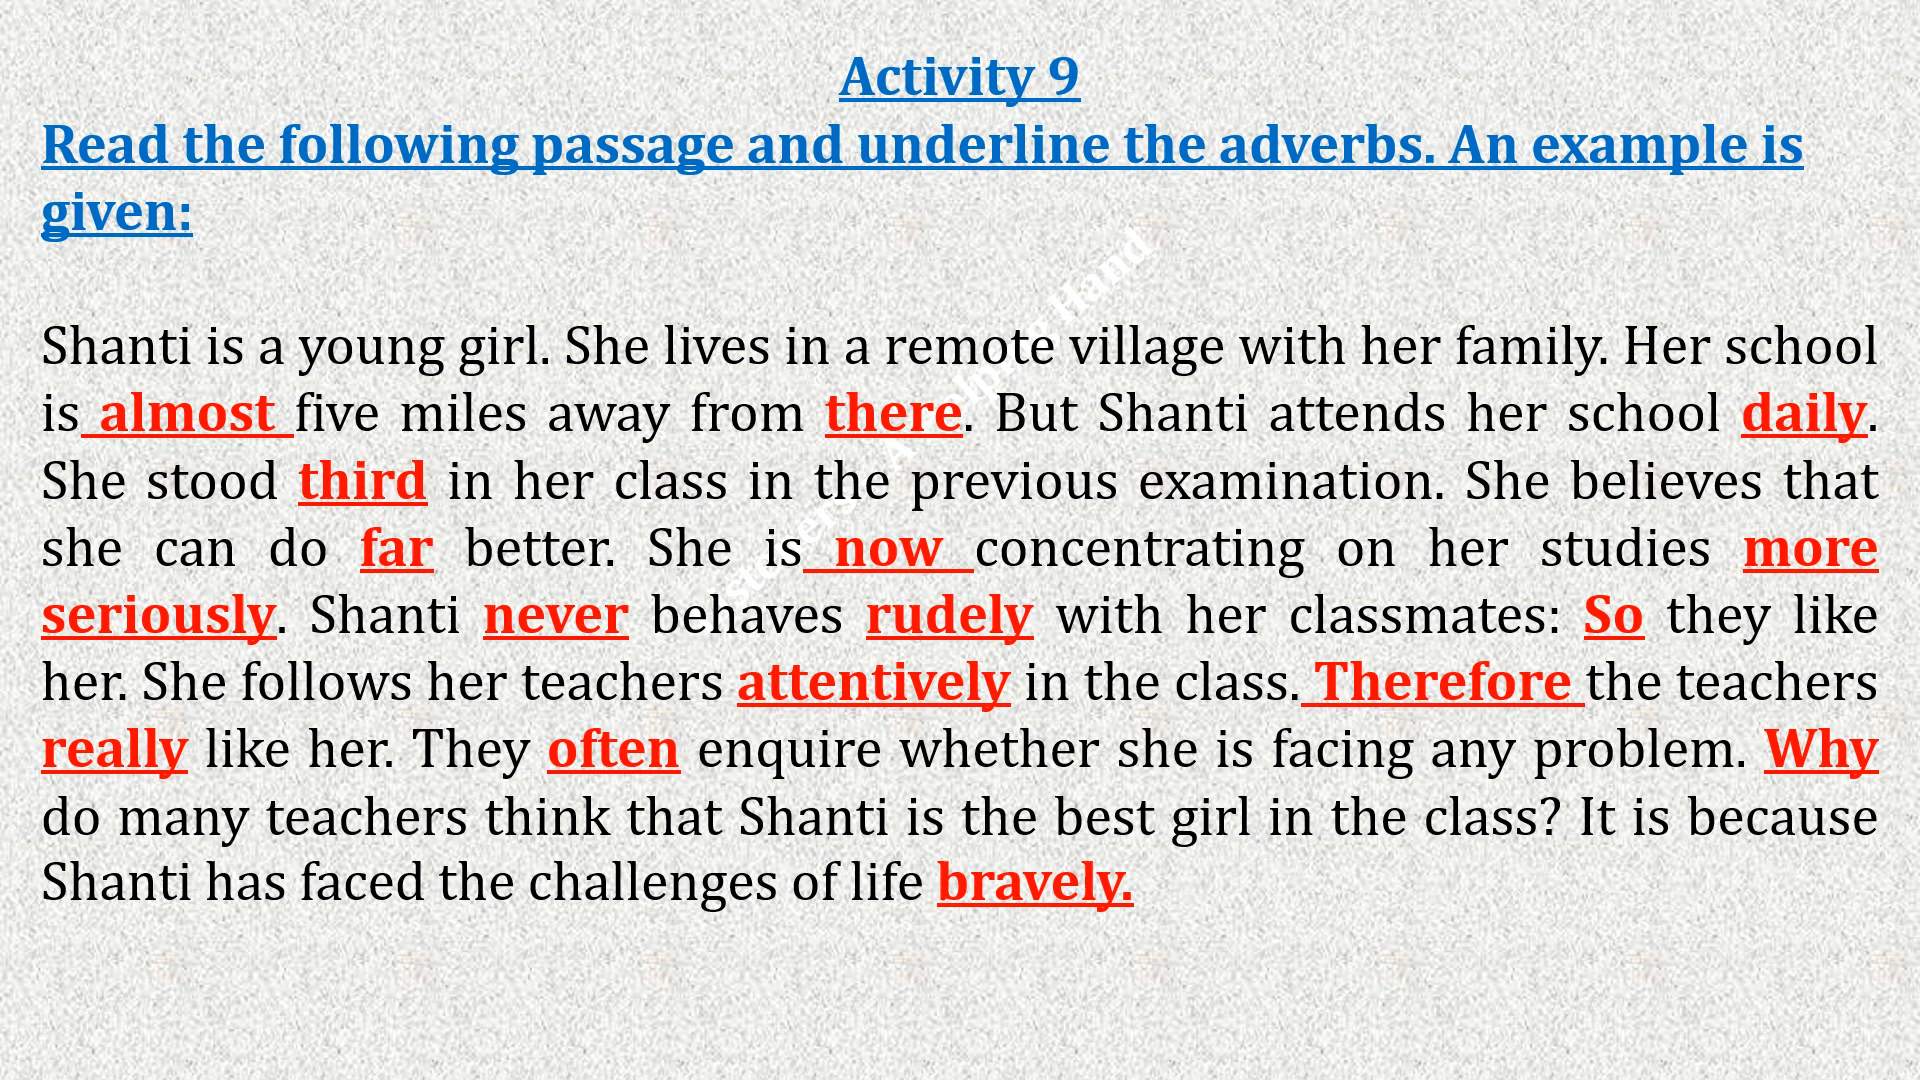 Activity 9
Read the following passage and underline the adverbs. An example is
given:
Shanti is a young girl. She lives in a remote village with her family. Her school
is almost five miles away from there. But Shanti attends her school daily.
She stood third in her class in the previous examination. She believes that
she can do far better. She is now concentrating on her studies more
seriously. Shanti never behaves rudely with her classmates: So they like
her. She follows her teachers attentively in the class. Therefore the teachers
really like her. They often enquire whether she is facing any problem. Why
do many teachers think that Shanti is the best girl in the class? It is because
Shanti has faced the challenges of life bravely.
Hand